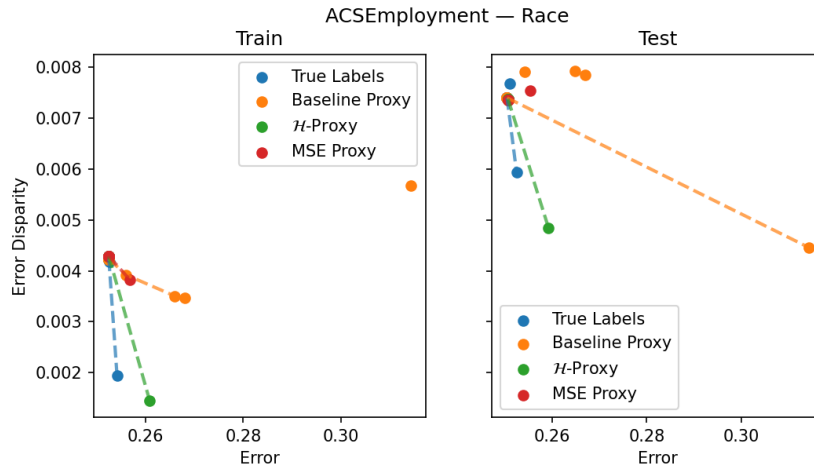 ACSEmployment — Race
Train
Error Disparity
0.008
0.007
0.006
0.005
0.004
0.003
0.002
True Labels
Baseline Proxy
ℋ-Proxy
MSE Proxy
0.26
0.28
0.30
Error
Test
True Labels
Baseline Proxy
ℋ-Proxy
MSE Proxy
0.26
0.28
0.30
Error